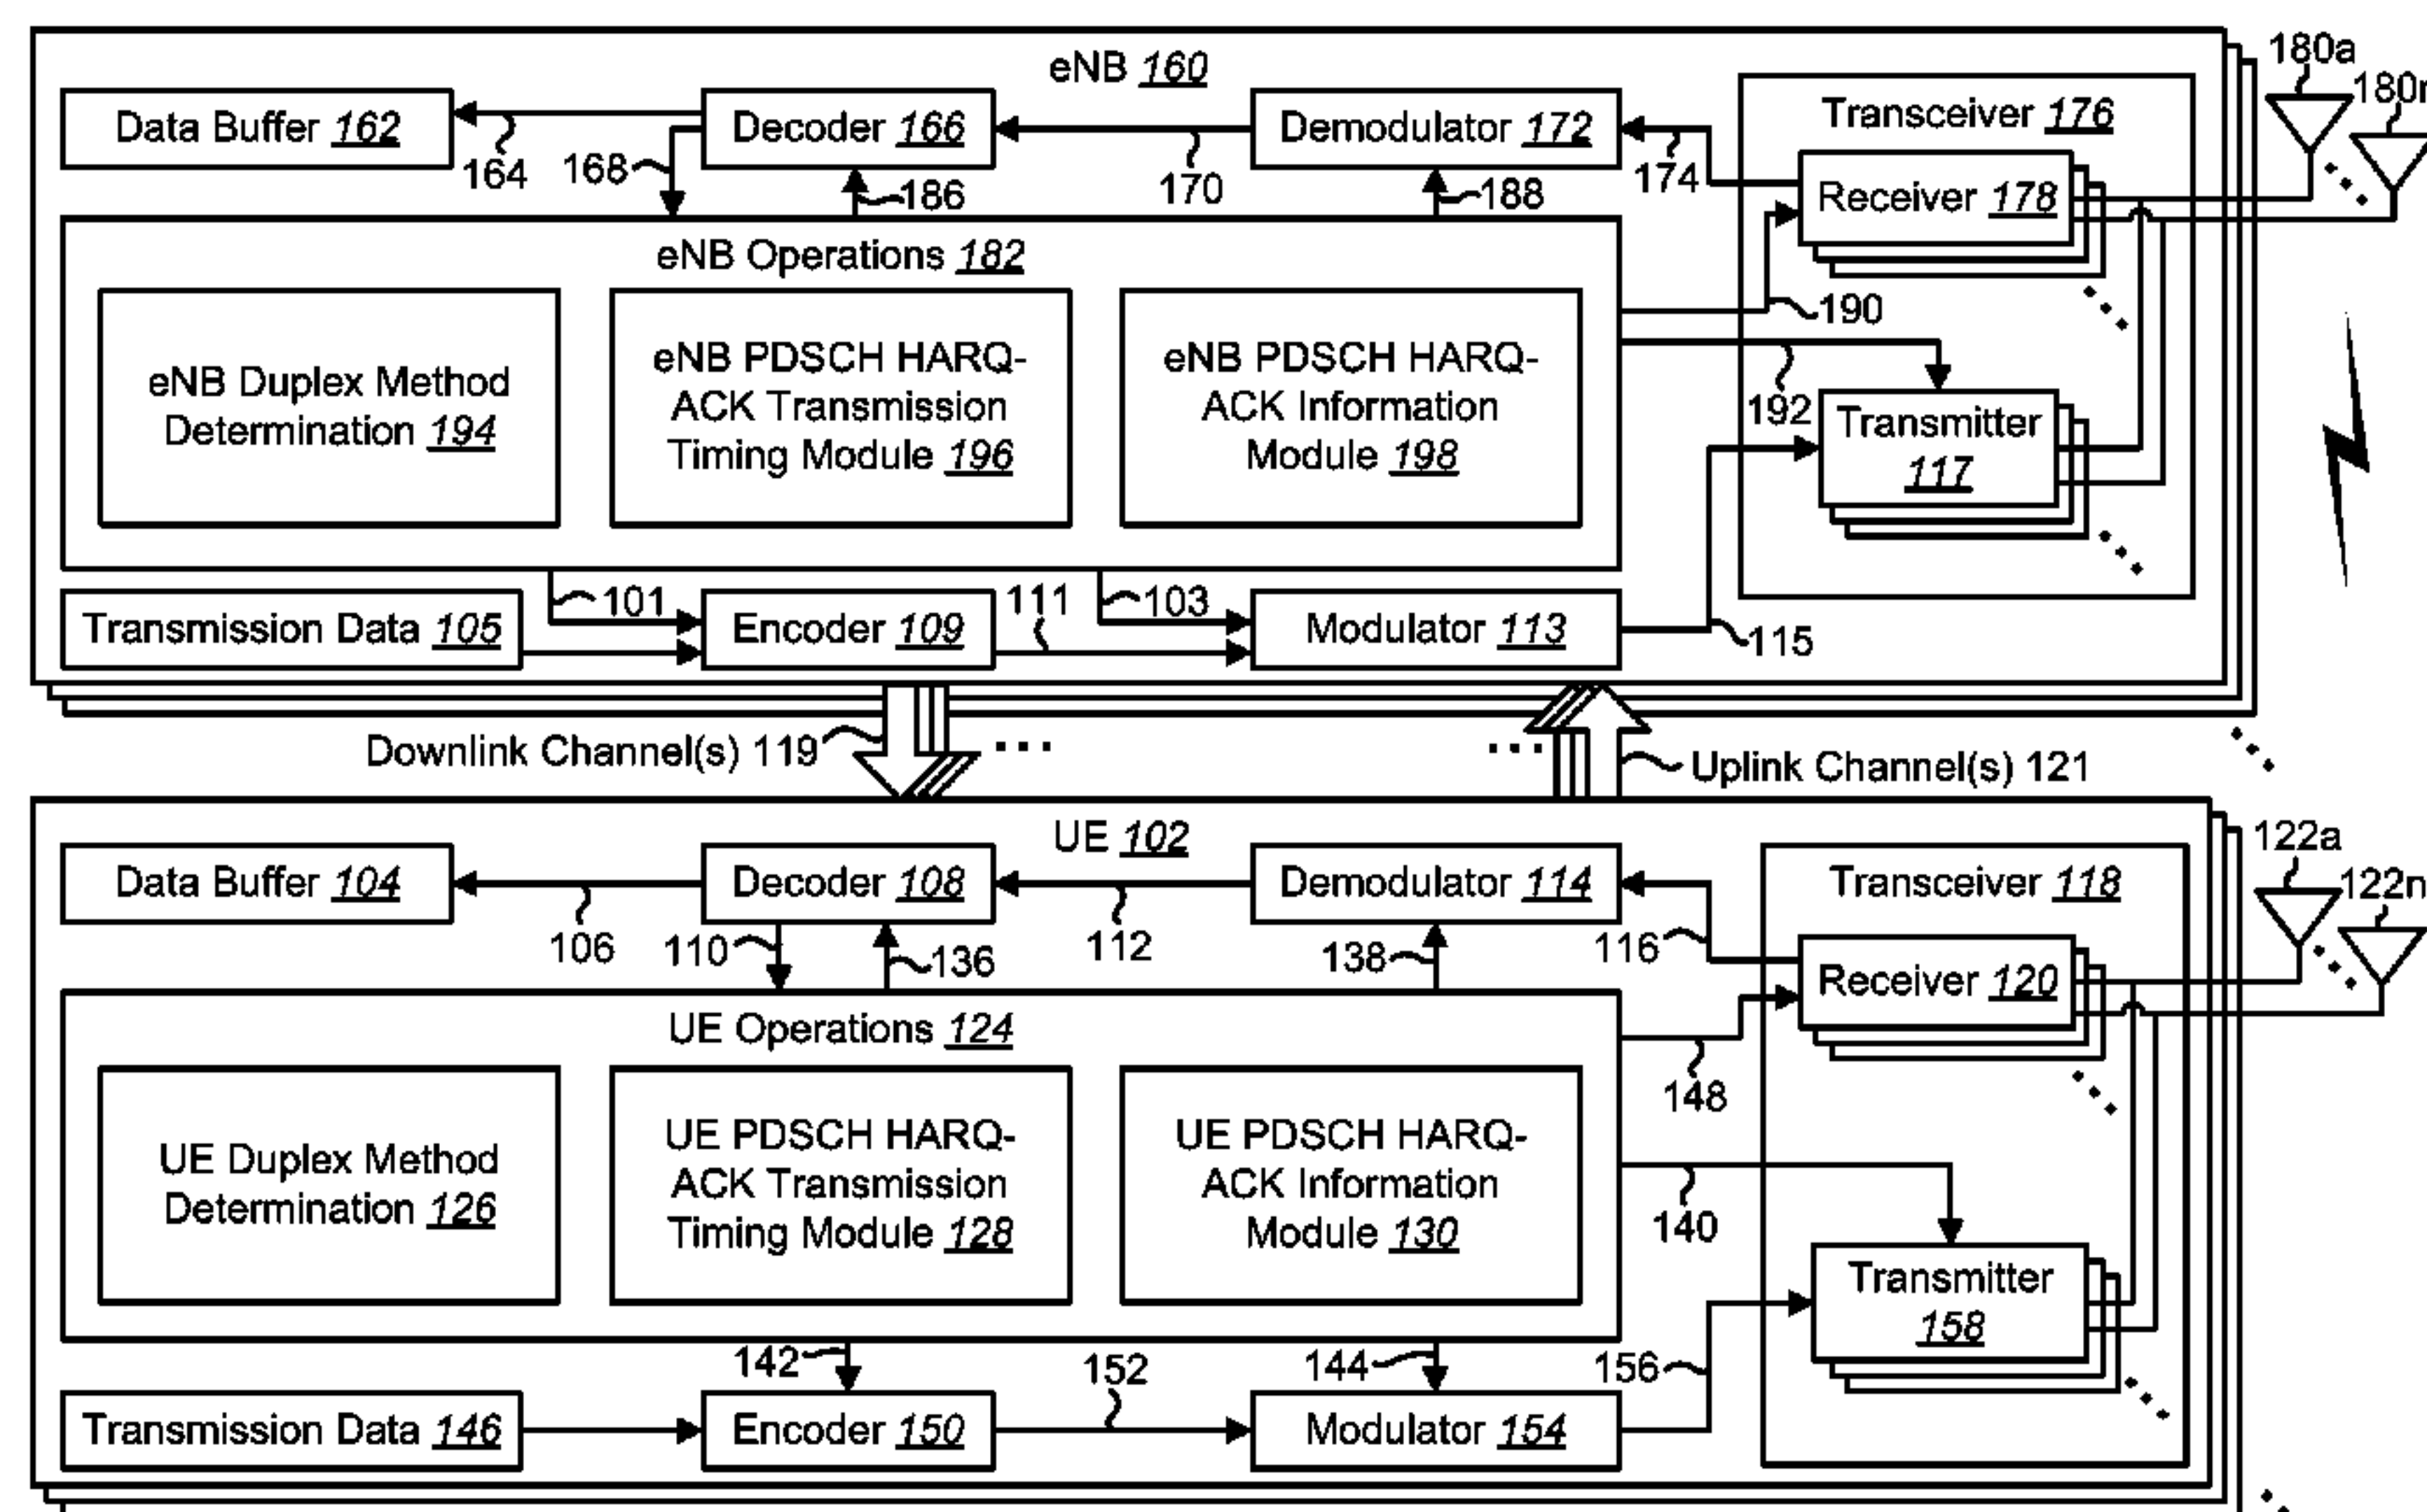 eNB 160
180a
180n
Data Buffer 162
Decoder 166
Demodulator 172
Transceiver 176
164
168
186
170
188
174
Receiver 178
eNB Operations 182
190
eNB Duplex Method
Determination 194
eNB PDSCH HARQ-
ACK Transmission
Timing Module 196
eNB PDSCH HARQ-
ACK Information
Module 198
192
Transmitter
117
101
111
103
115
Transmission Data 105
Encoder 109
Modulator 113
Downlink Channel(s) 119
...
...
Uplink Channel(s) 121
UE 102
122a
122n
Data Buffer 104
Decoder 108
Demodulator 114
Transceiver 118
106
110
136
112
138
116
Receiver 120
UE Operations 124
148
UE Duplex Method
Determination 126
UE PDSCH HARQ-
ACK Transmission
Timing Module 128
UE PDSCH HARQ-
ACK Information
Module 130
140
Transmitter
158
142
152
144
156
Transmission Data 146
Encoder 150
Modulator 154